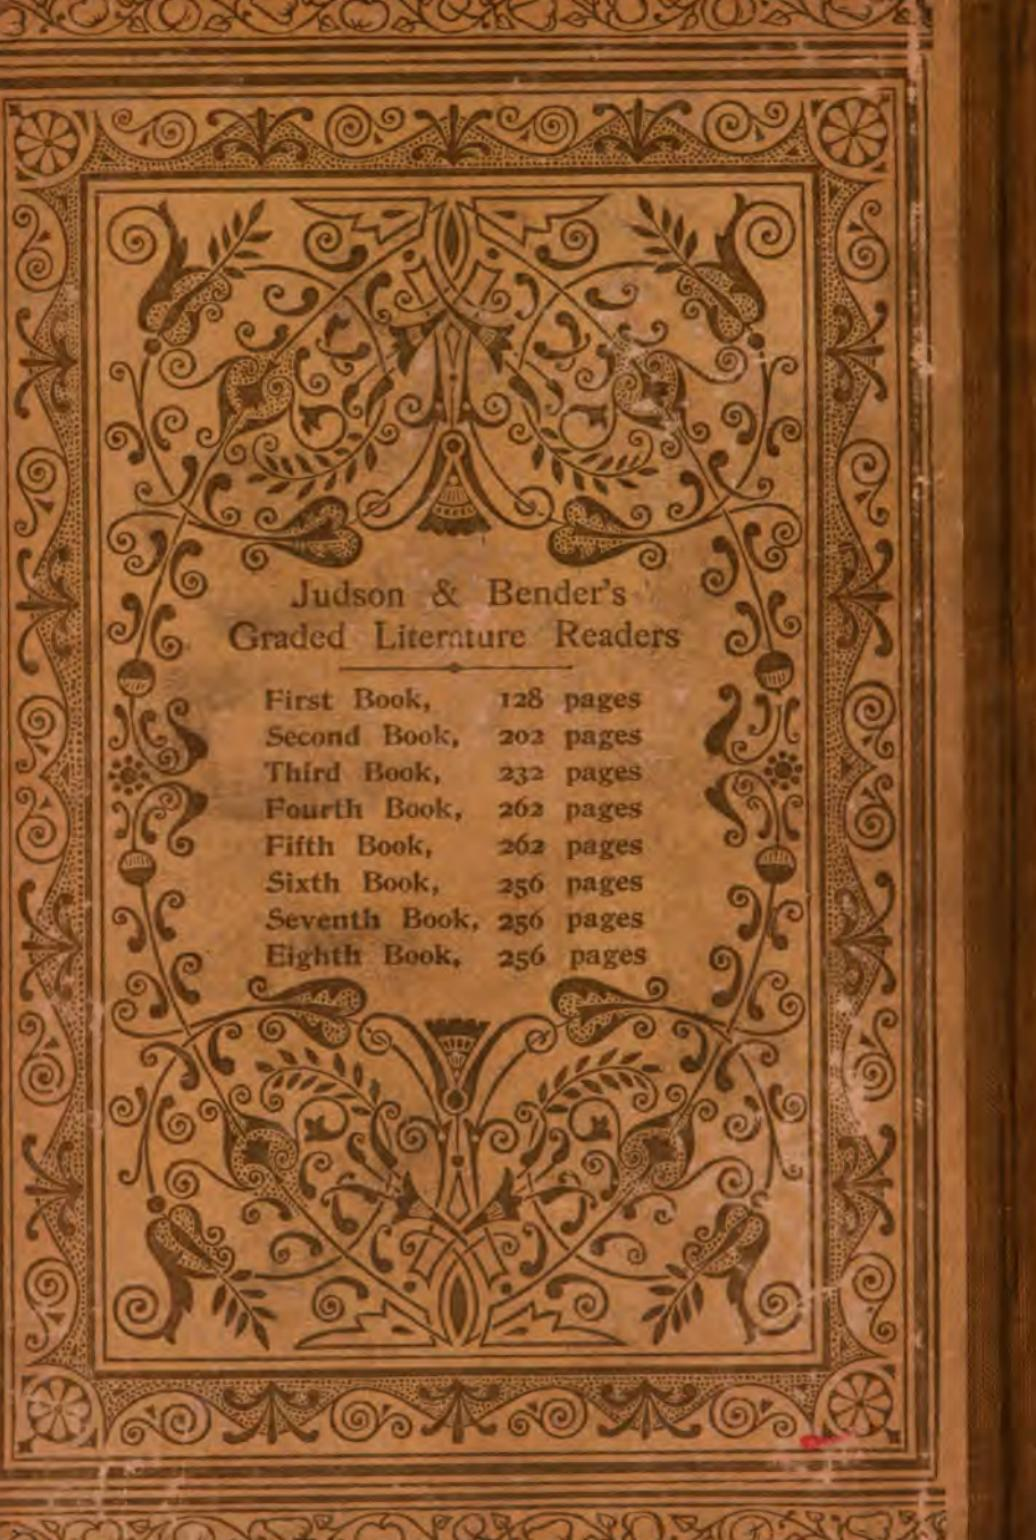 Judson & Bender's
Graded Literature Readers
First Book, 128 pages
Second Book, 202 pages
Third Book, 232 pages
Fourth Book, 262 pages
Fifth Book, 262 pages
Sixth Book, 256 pages
Seventh Book, 256 pages
Eighth Book, 256 pages